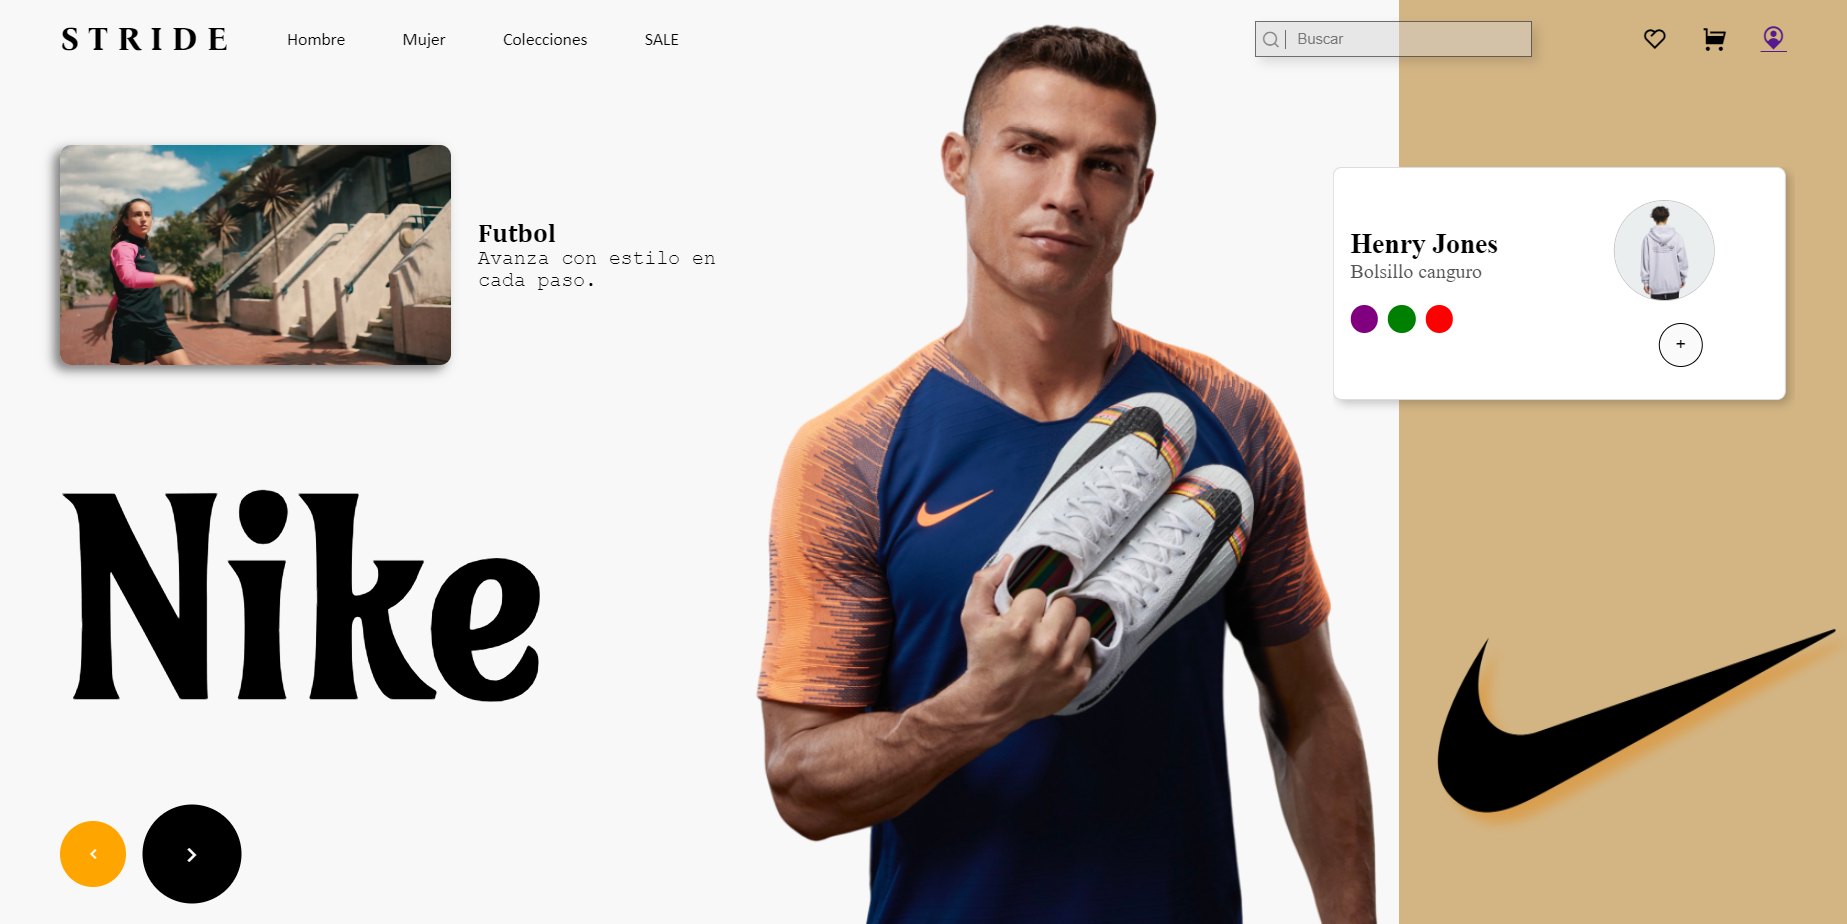 STRIDE
Hombre
Mujer
Colecciones
SALE
Buscar
Futbol
Avanza con estilo en
cada paso.
Henry Jones
Bolsillo canguro
+
Nike
‹
›